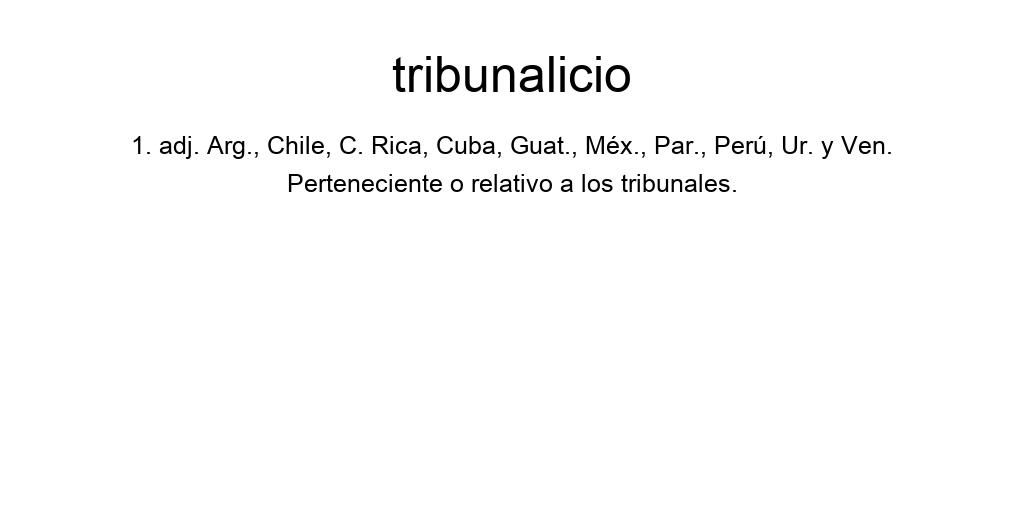 tribunalicio
1. adj. Arg., Chile, C. Rica, Cuba, Guat., Méx., Par., Perú, Ur. y Ven.
Perteneciente o relativo a los tribunales.